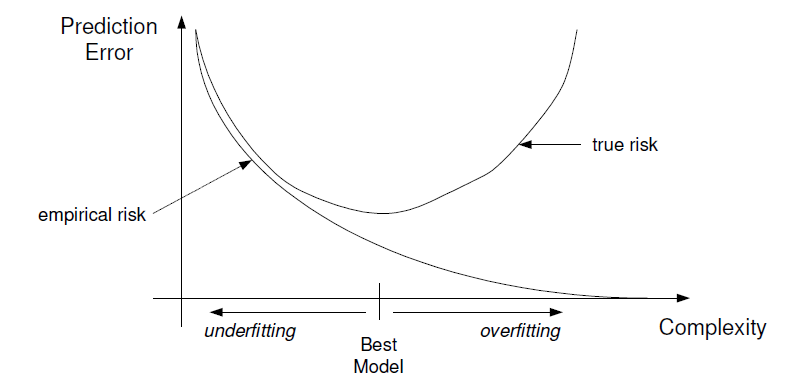 Prediction
Error
true risk
empirical risk
underfitting
overfitting
Complexity
Best
Model